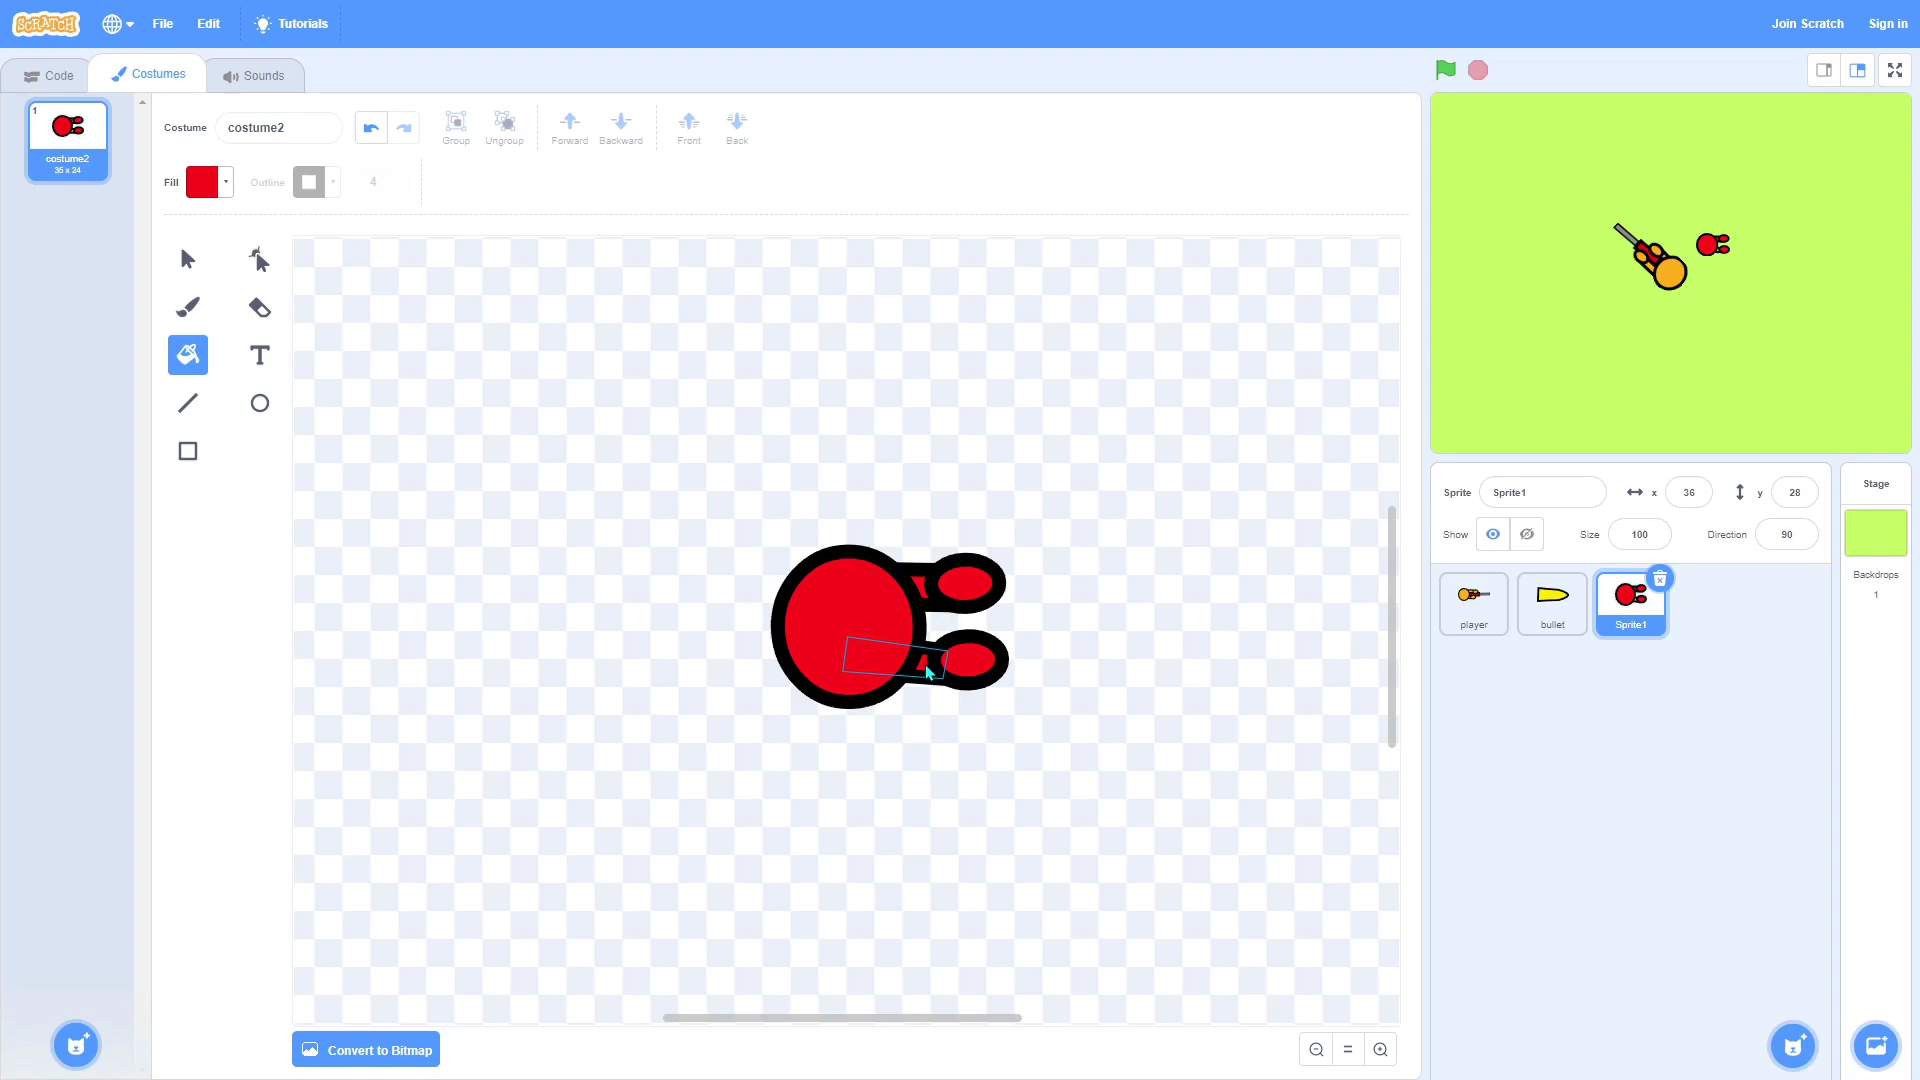 SCRATCH
File
Edit
Tutorials
Join Scratch
Sign in
Code
Costumes
Sounds
1
costume2
35 x 24
Costume
costume2
Group
Ungroup
Forward
Backward
Front
Back
Fill
Outline
4
T
Convert to Bitmap
Sprite
Sprite1
x
36
y
28
Show
Size
100
Direction
90
player
bullet
Sprite1
Stage
Backdrops
1